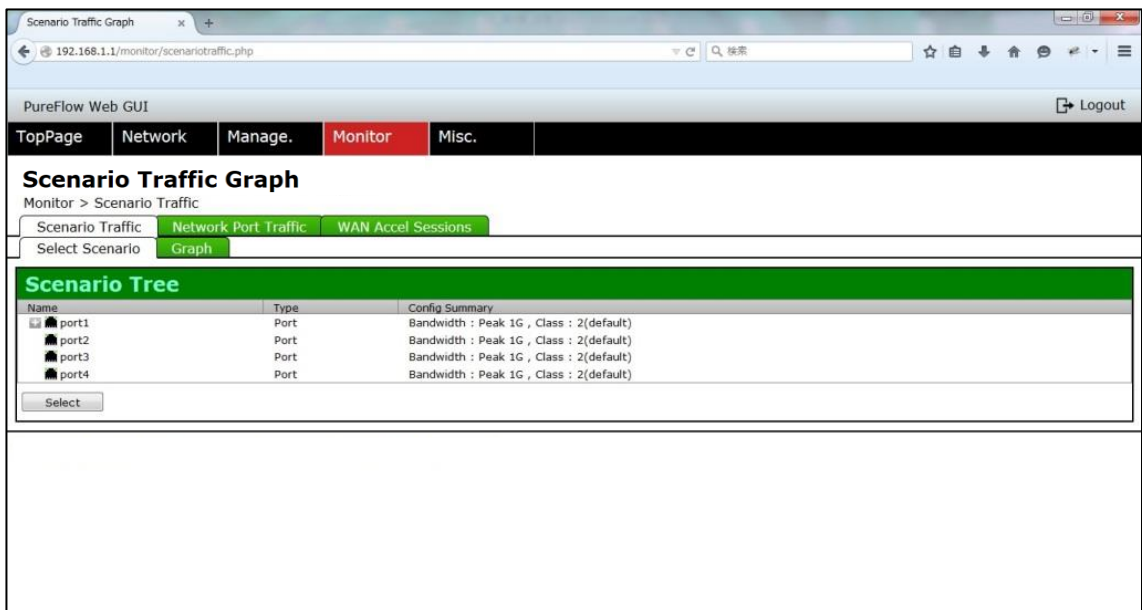 Scenario Traffic Graph
192.168.1.1/monitor/scenariotraffic.php 検索
PureFlow Web GUI Logout
TopPage Network Manage. Monitor Misc.
Scenario Traffic Graph
Monitor > Scenario Traffic
Scenario Traffic Network Port Traffic WAN Accel Sessions
Select Scenario Graph
Scenario Tree
Name Type Config Summary
port1 Port Bandwidth : Peak 1G , Class : 2(default)
port2 Port Bandwidth : Peak 1G , Class : 2(default)
port3 Port Bandwidth : Peak 1G , Class : 2(default)
port4 Port Bandwidth : Peak 1G , Class : 2(default)
Select